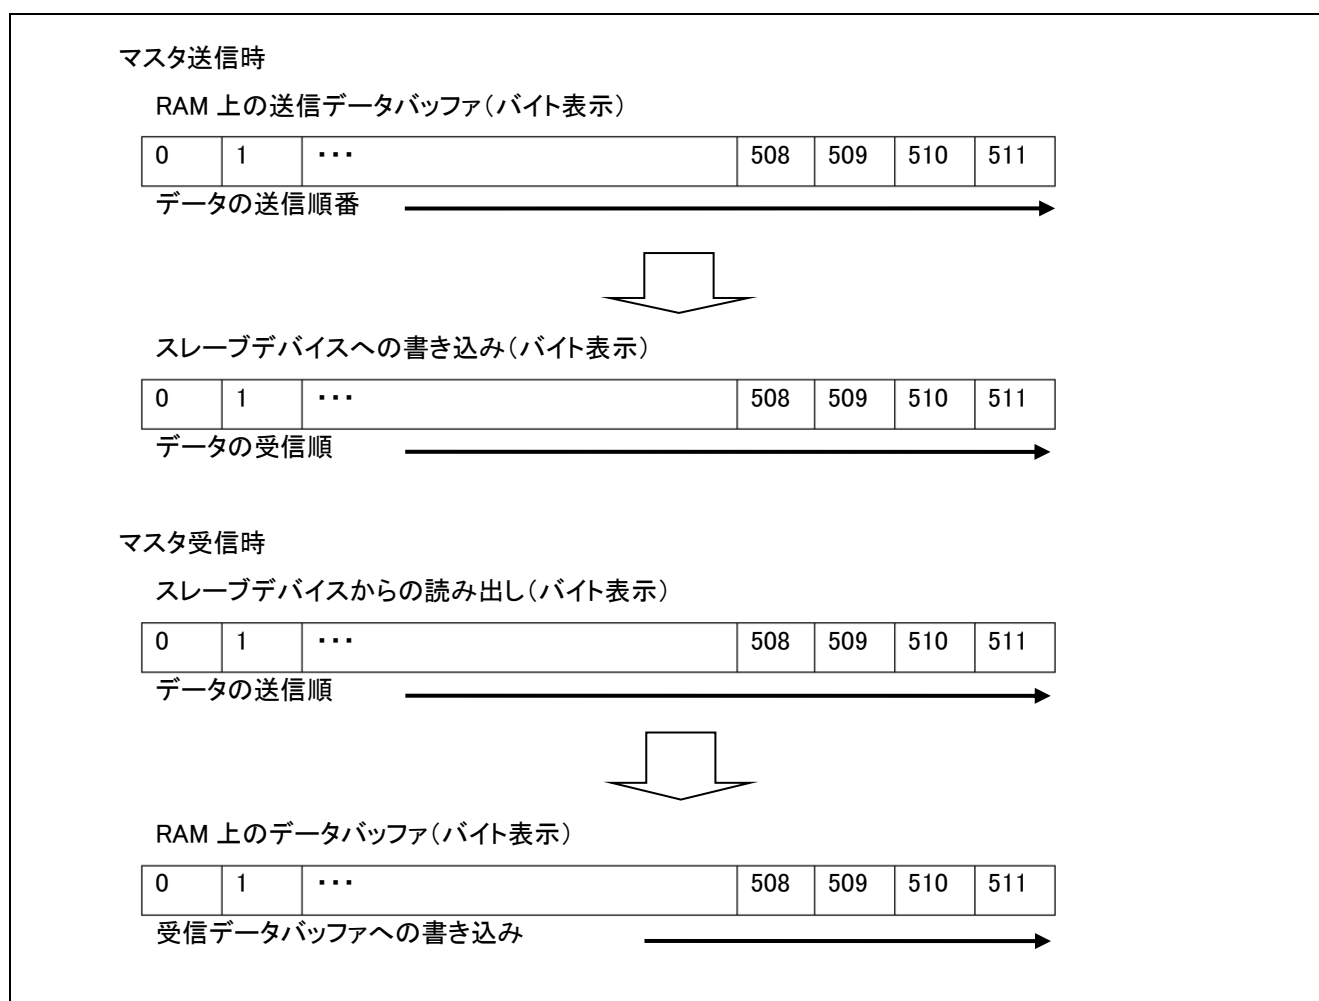 マスタ送信時
RAM 上の送信データバッファ(バイト表示)
0 1 ・・・ 508 509 510 511
データの送信順番
スレーブデバイスへの書き込み(バイト表示)
0 1 ・・・ 508 509 510 511
データの受信順
マスタ受信時
スレーブデバイスからの読み出し(バイト表示)
0 1 ・・・ 508 509 510 511
データの送信順
RAM 上のデータバッファ(バイト表示)
0 1 ・・・ 508 509 510 511
受信データバッファへの書き込み